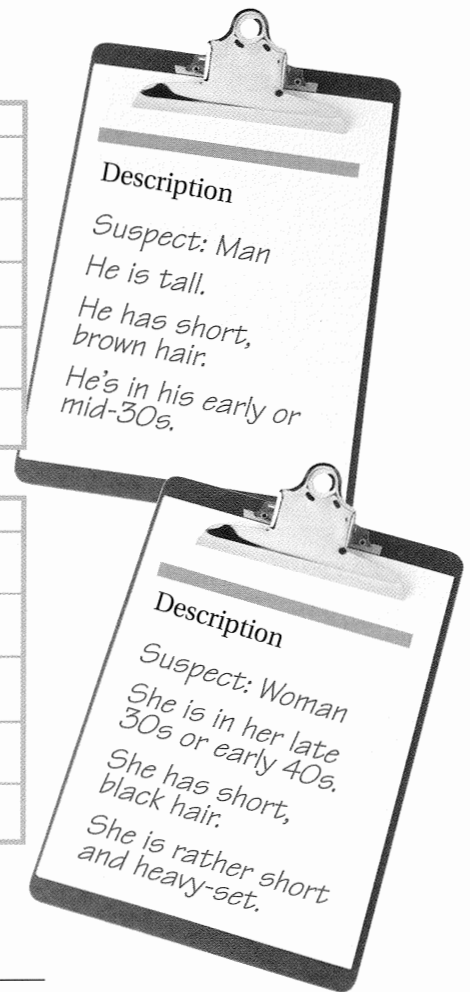 Description
Suspect: Man
He is tall.
He has short,
brown hair.
He's in his early or
mid-30s.
Description
Suspect: Woman
She is in her late
30s or early 40s.
She has short,
black hair.
She is rather short
and heavy-set.